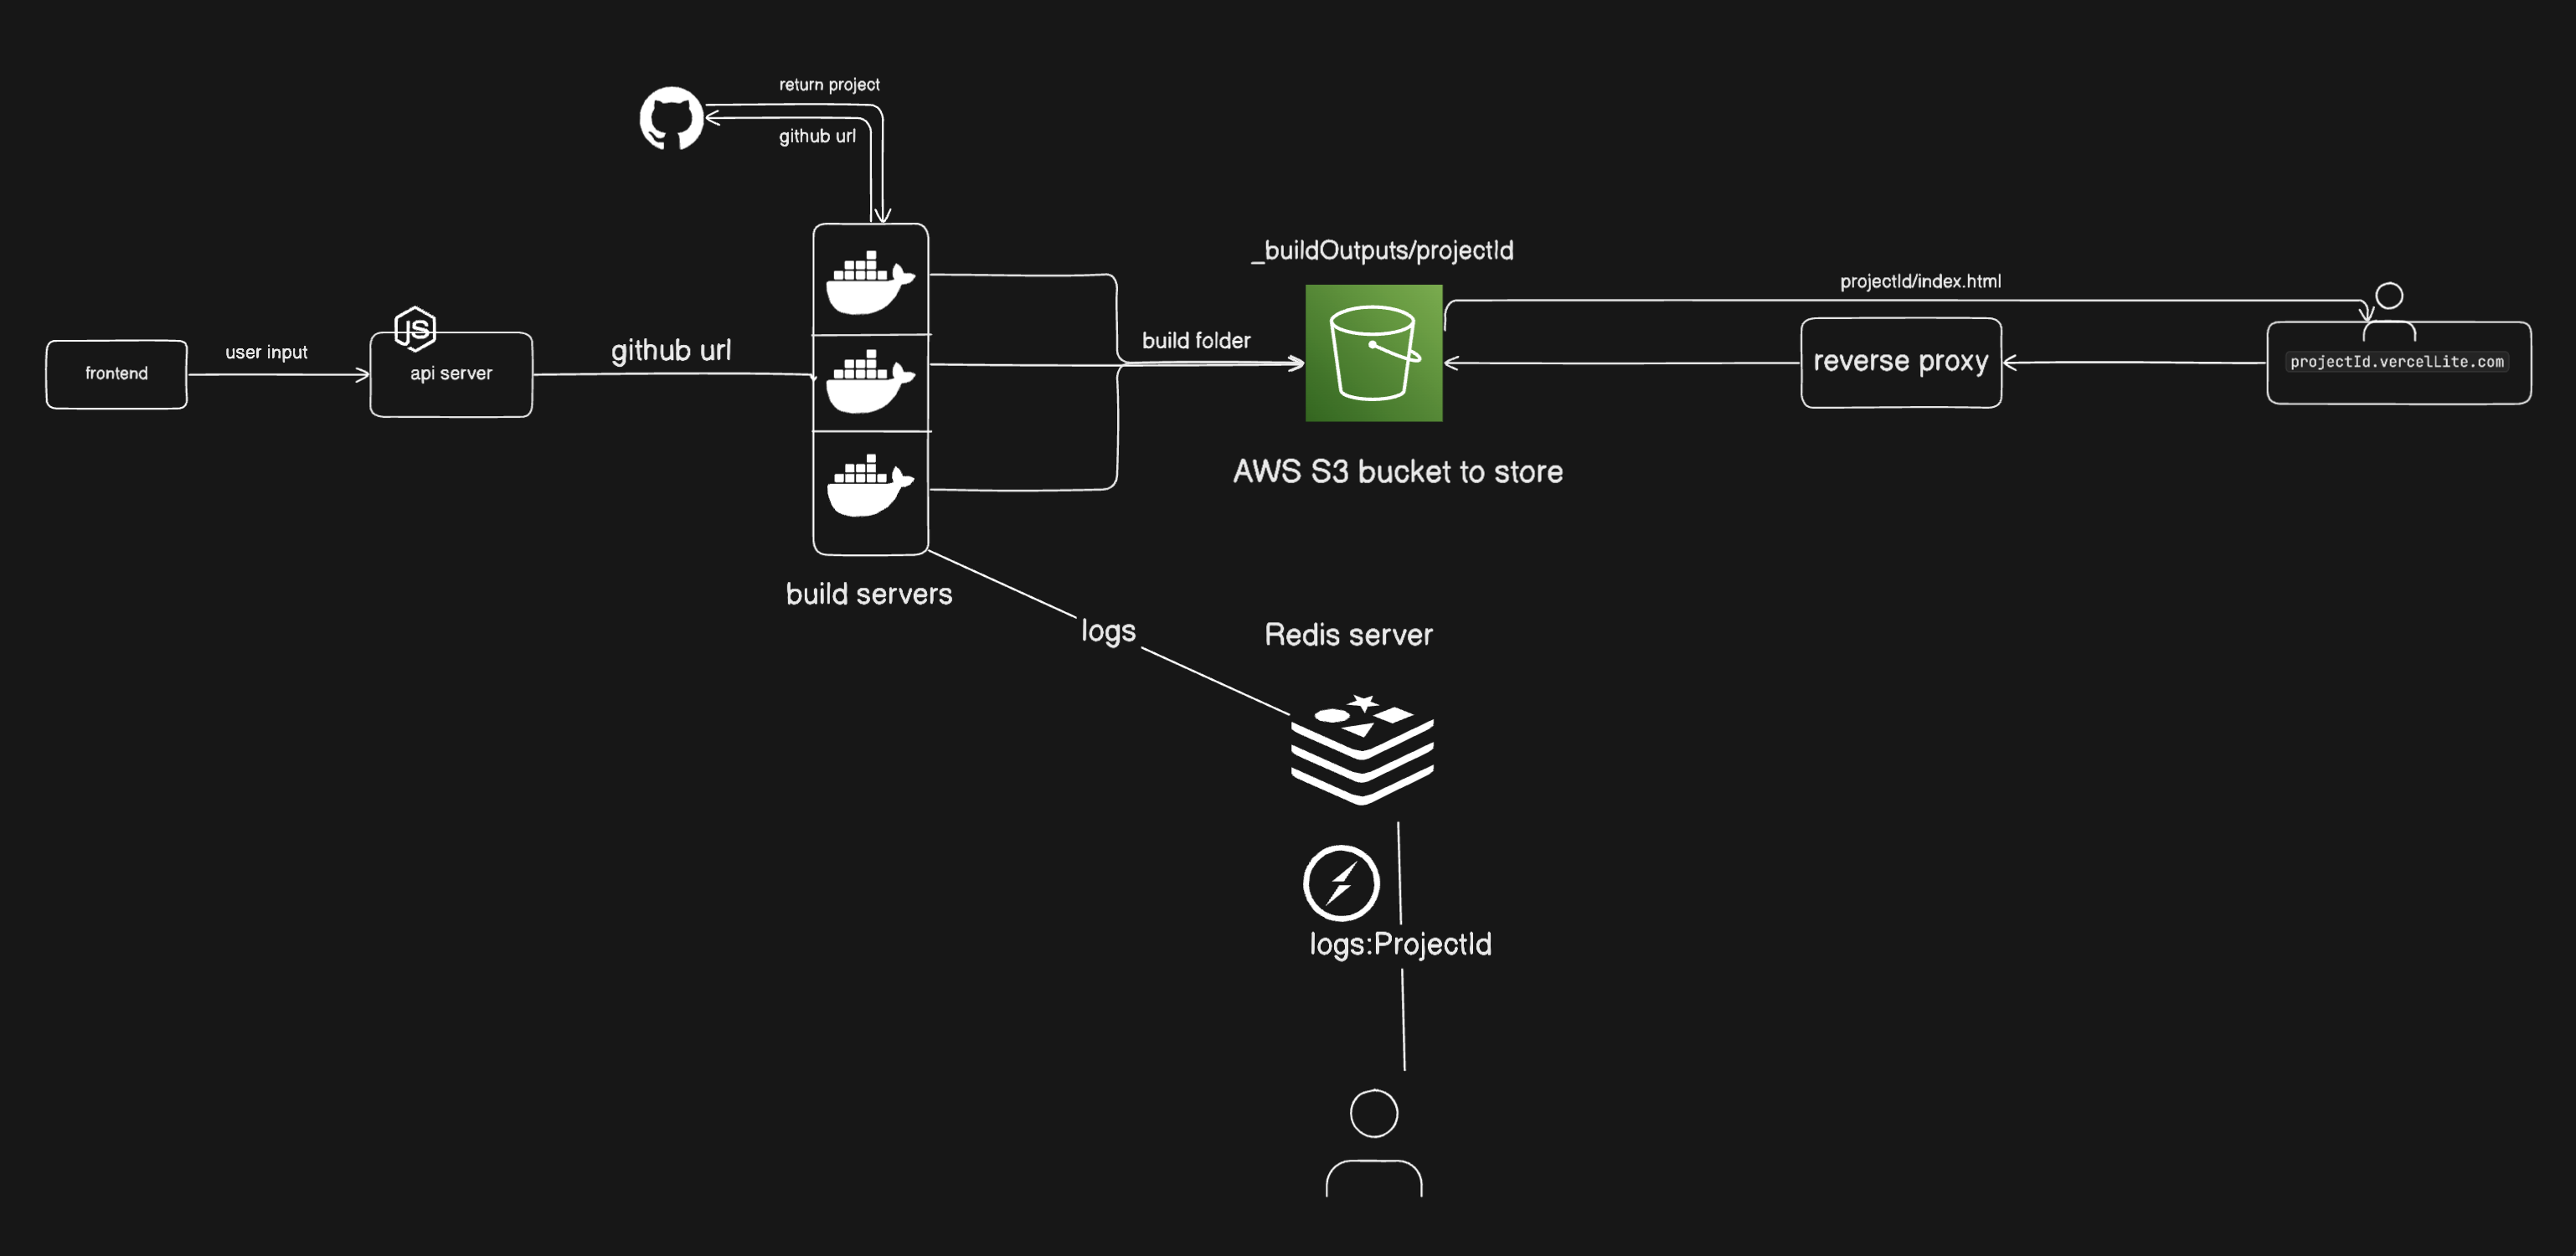 return project
github url
_buildOutputs/projectId
projectId/index.html
JS
frontend
user input
api server
github url
build folder
reverse proxy
projectId.vercelLite.com
AWS S3 bucket to store
build servers
logs
Redis server
logs:ProjectId